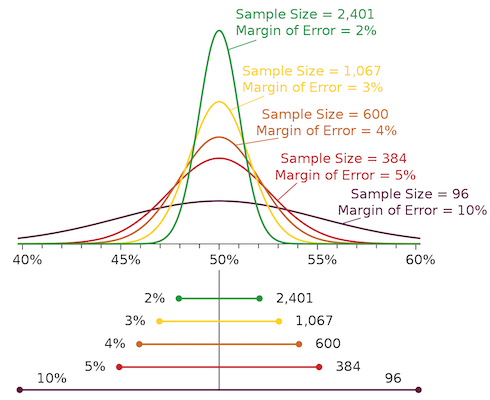 Sample Size = 2,401
Margin of Error = 2%
Sample Size = 1,067
Margin of Error = 3%
Sample Size = 600
Margin of Error = 4%
Sample Size = 384
Margin of Error = 5%
Sample Size = 96
Margin of Error = 10%
40% 45% 50% 55% 60%
2% 2,401
3% 1,067
4% 600
5% 384
10% 96